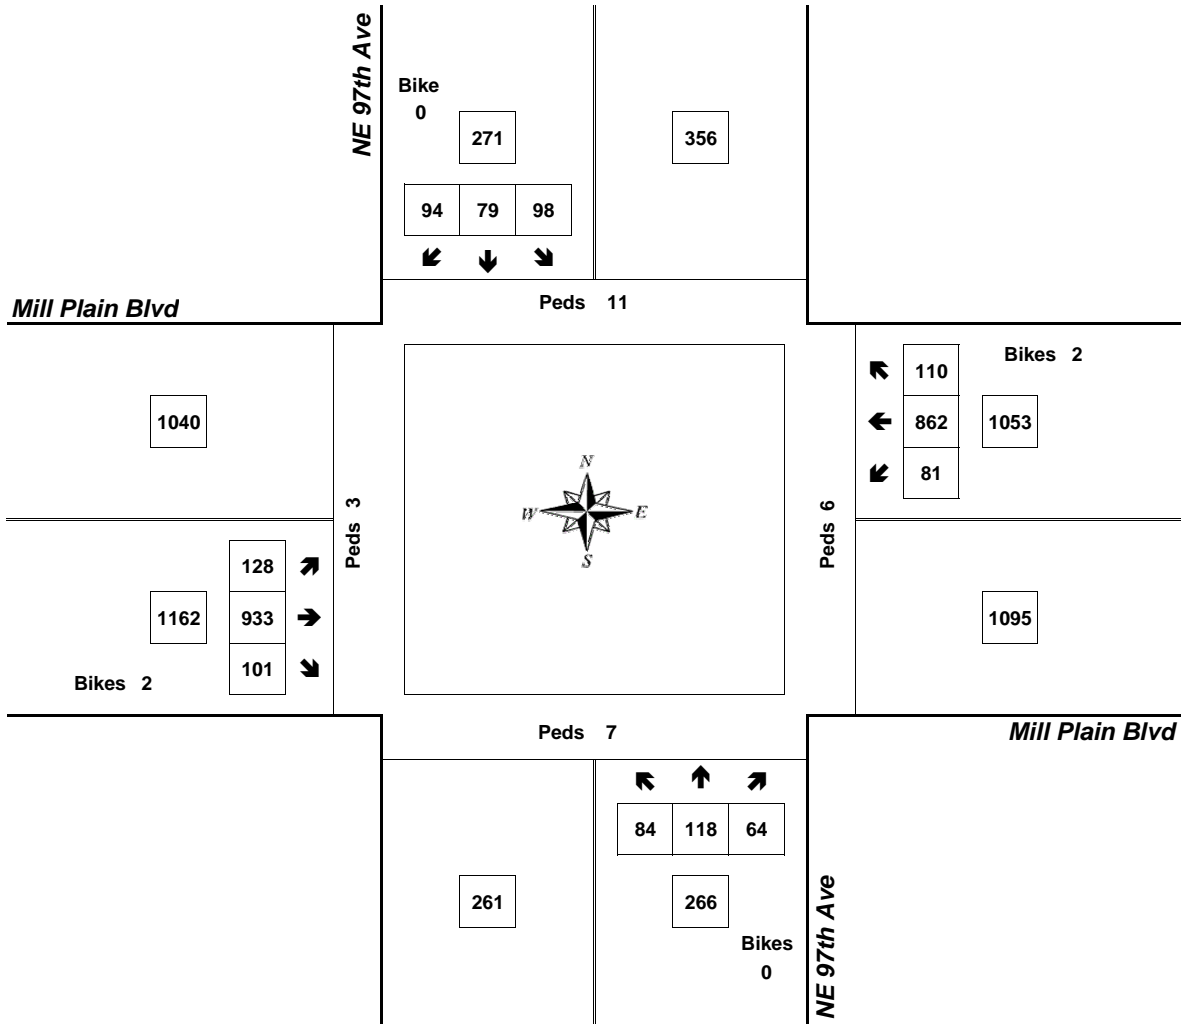 NE 97th Ave
Bike
0
271
356
94 79 98
Peds 11
Mill Plain Blvd
Bikes 2
110
1040
862
1053
81
N
W E
S
Peds 3
Peds 6
128
1162
933
1095
101
Bikes 2
Peds 7
Mill Plain Blvd
84 118 64
261
266
Bikes
0
NE 97th Ave